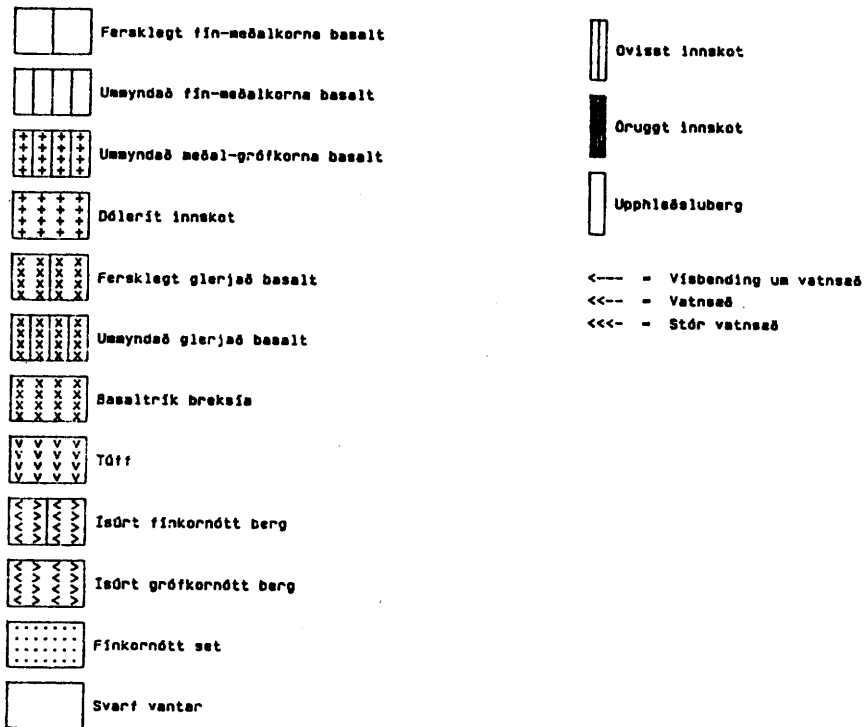 Fersklegt fín-meðalkorna basalt
Ummyndað fín-meðalkorna basalt
Ummyndað meðal-grófkorna basalt
Dólerít innskot
Fersklegt glerjað basalt
Ummyndað glerjað basalt
Basaltrík breksía
Túff
Ísúrt fínkornótt berg
Ísúrt grófkornótt berg
Fínkornótt set
Svarf vantar
Óvisst innskot
Öruggt innskot
Upphleðsluberg
<--- = Vísbending um vatnsæð
<<-- = Vatnsæð
<<<- = Stór vatnsæð